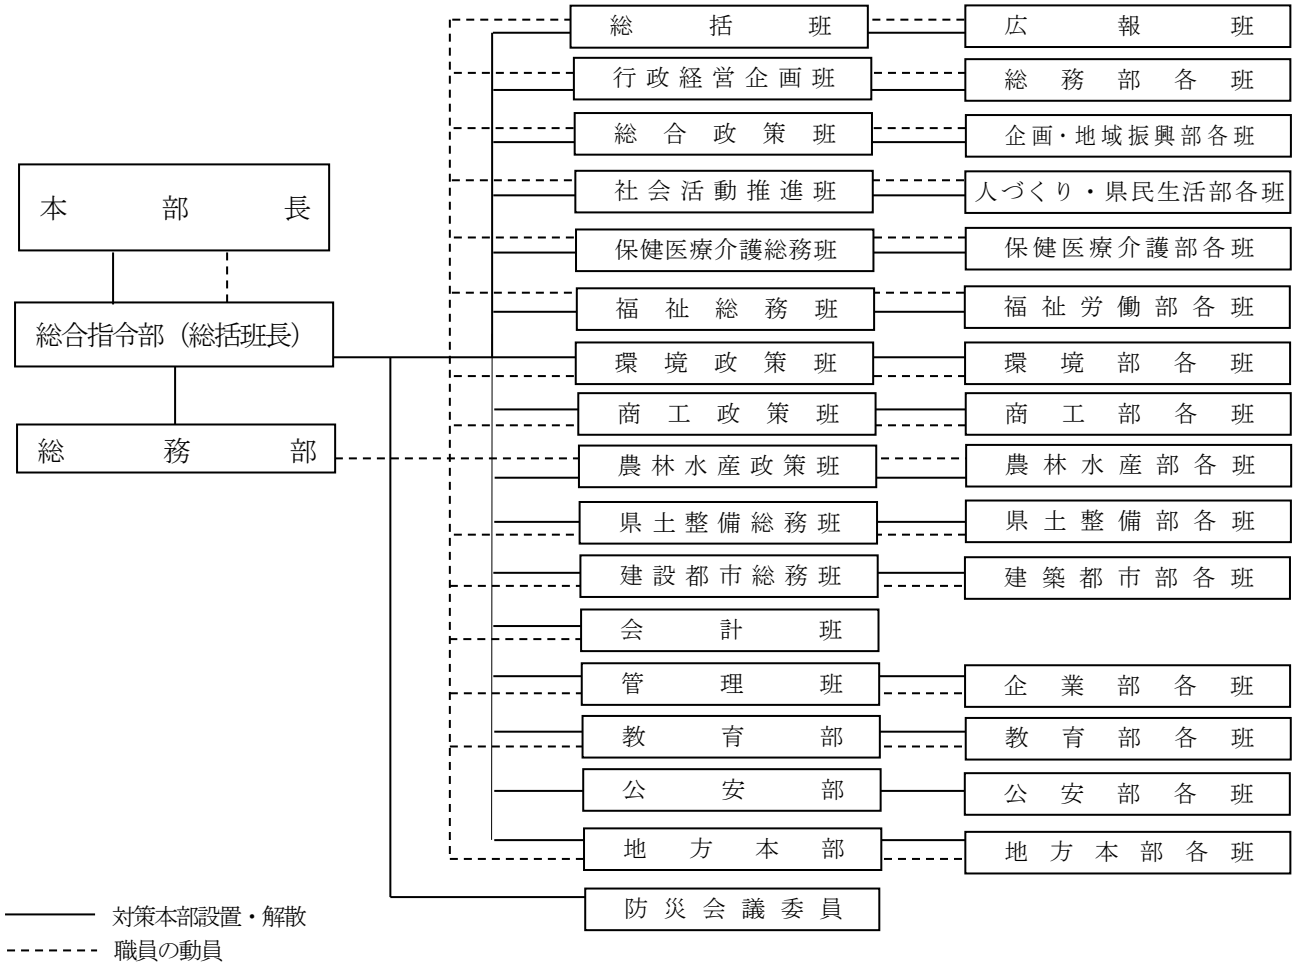 本部長
総合指令部（総括班長）
総務部
総括班
広報班
行政経営企画班
総務部各班
総合政策班
企画・地域振興部各班
社会活動推進班
人づくり・県民生活部各班
保健医療介護総務班
保健医療介護部各班
福祉総務班
福祉労働部各班
環境政策班
環境部各班
商工政策班
商工部各班
農林水産政策班
農林水産部各班
県土整備総務班
県土整備部各班
建設都市総務班
建築都市部各班
会計班
管理班
企業部各班
教育部
教育部各班
公安部
公安部各班
地方本部
地方本部各班
防災会議委員
対策本部設置・解散
職員の動員